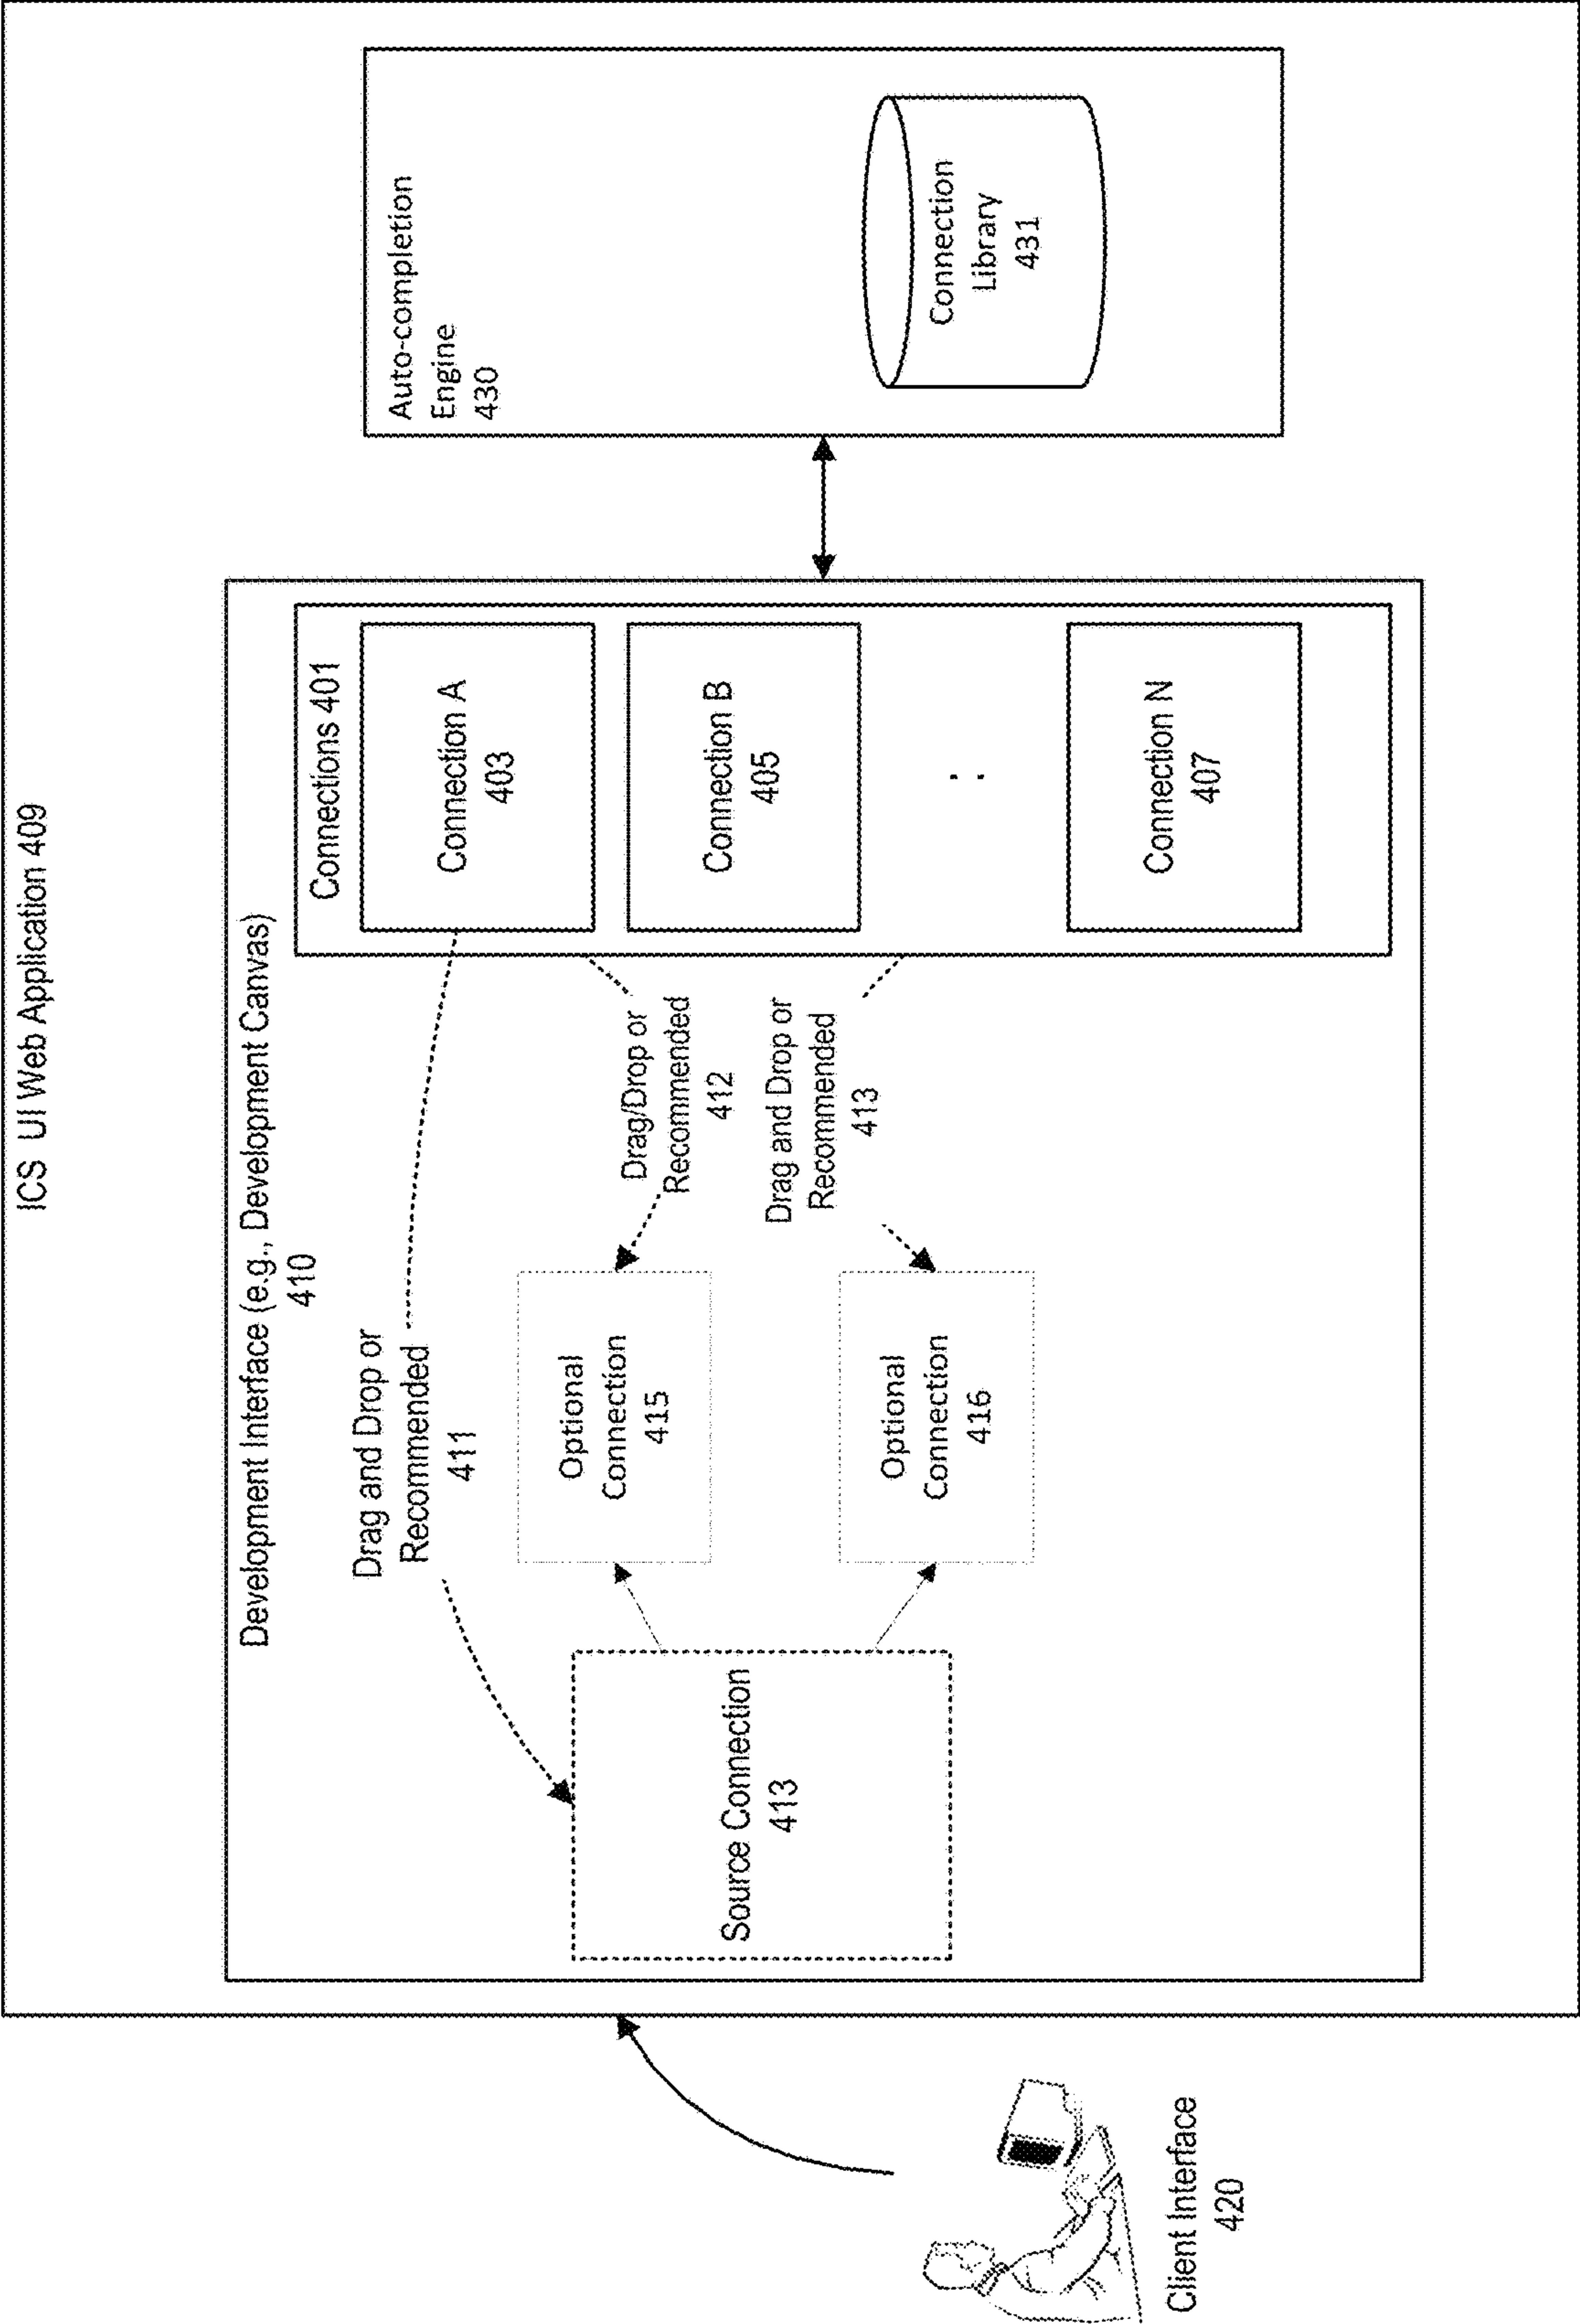 ICS UI Web Application 409
Development Interface (e.g., Development Canvas)
410
Drag and Drop or
Recommended
411
Source Connection
413
Optional
Connection
415
Optional
Connection
416
Drag/Drop or
Recommended
412
Drag and Drop or
Recommended
413
Connections 401
Connection A
403
Connection B
405
. .
Connection N
407
Auto-completion
Engine
430
Connection
Library
431
Client Interface
420